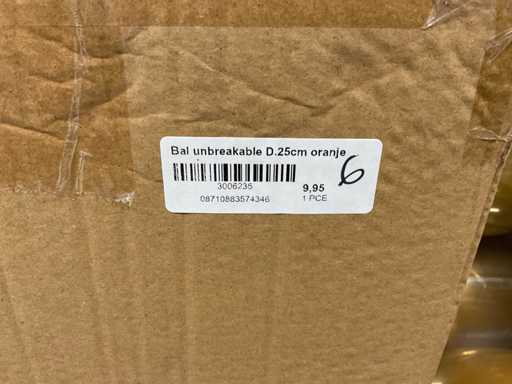 Bal unbreakable D.25cm oranje
3006235
9,95
6
08710883574346
1 PCE